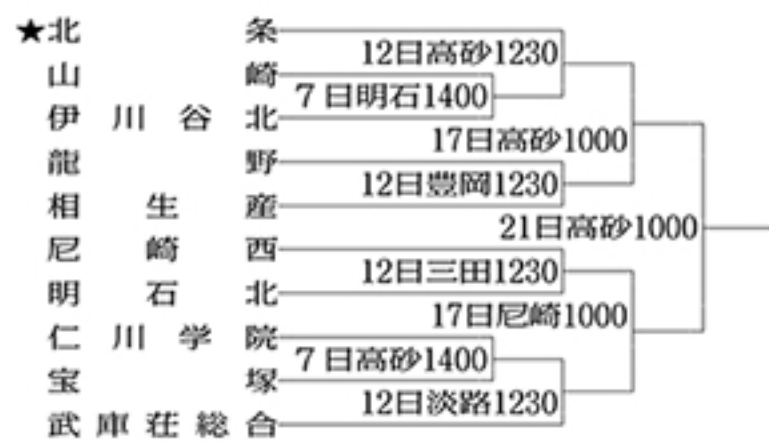 ★北条
12日高砂1230
山崎
7日明石1400
伊川谷北
17日高砂1000
龍野
12日豊岡1230
相生産
21日高砂1000
尼崎西
12日三田1230
明石北
17日尼崎1000
仁川学院
7日高砂1400
宝塚
12日淡路1230
武庫荘総合